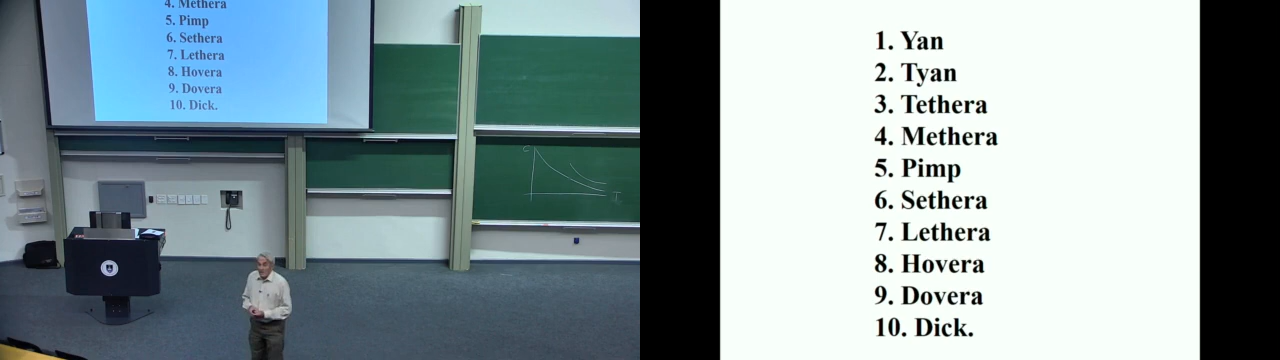 4. Methera
5. Pimp
6. Sethera
7. Lethera
8. Hovera
9. Dovera
10. Dick.
C
I
1. Yan
2. Tyan
3. Tethera
4. Methera
5. Pimp
6. Sethera
7. Lethera
8. Hovera
9. Dovera
10. Dick.